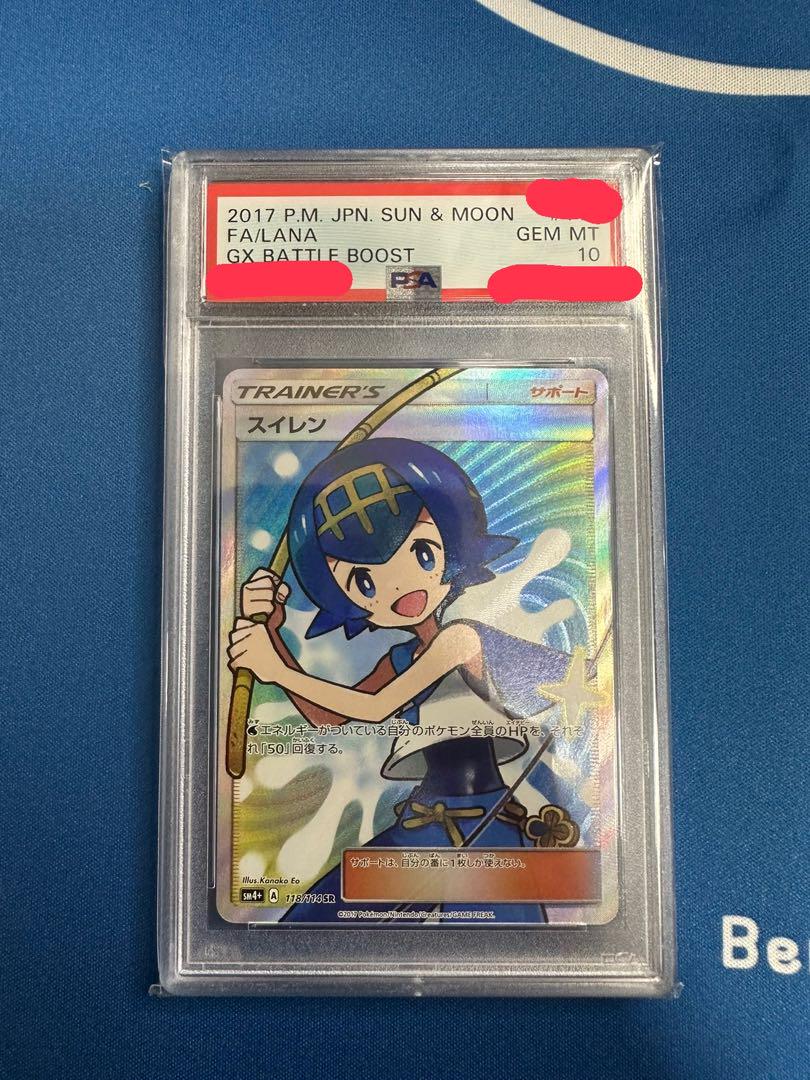 2017 P.M. JPN. SUN & MOON
FA/LANA GEM MT
GX BATTLE BOOST 10
PSA
TRAINER'S サポート
スイレン
エネルギーがついている自分のポケモン全員のHPを、それぞ
れ「50」回復する。
サポートは、自分の番に1枚しか使えない。
Illus.Kanako Eo
SM4+ A 118/114 SR
©2017 Pokémon/Nintendo/Creatures/GAME FREAK.
PSA
Be